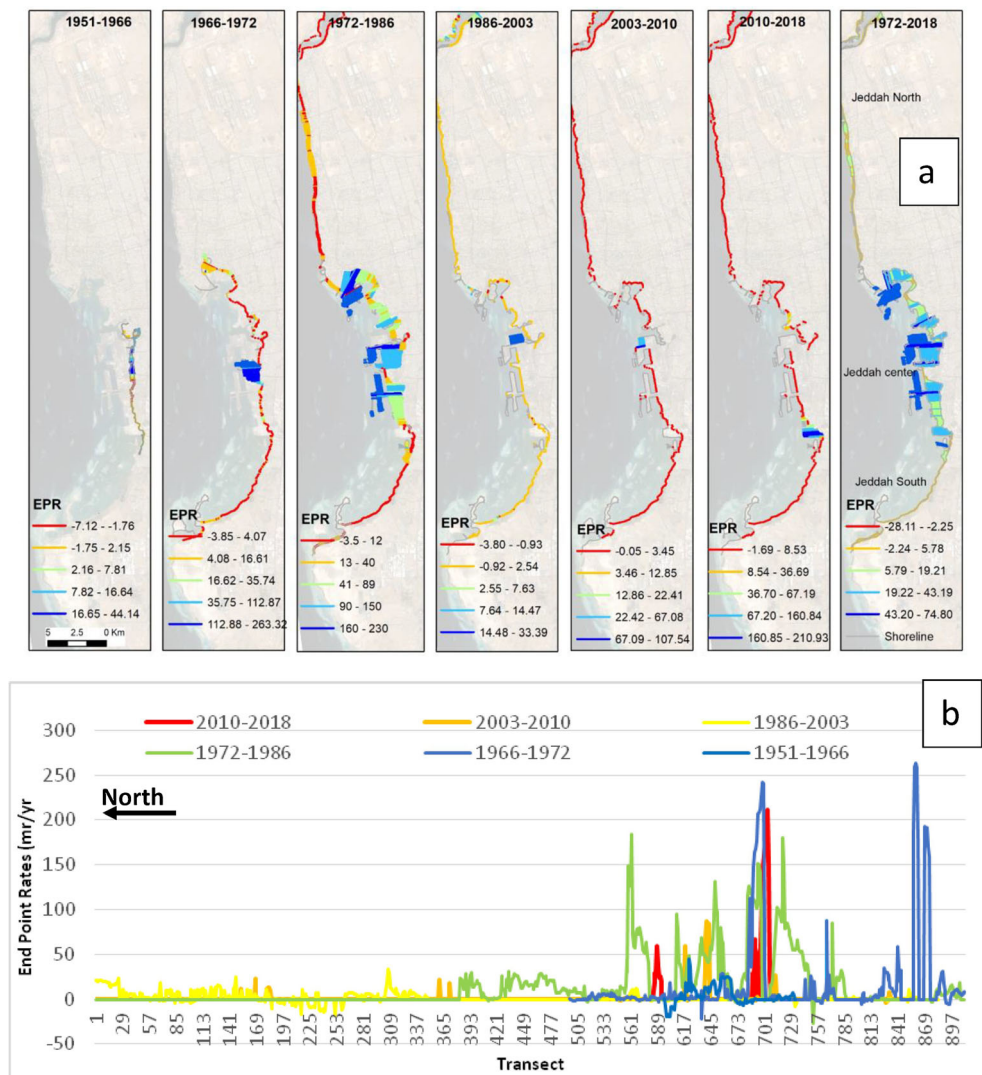 1951-1966
1966-1972
1972-1986
1986-2003
2003-2010
2010-2018
1972-2018
Jeddah North
a
Jeddah center
Jeddah South
EPR
-7.12 - -1.76
-1.75 - 2.15
2.16 - 7.81
7.82 - 16.64
16.65 - 44.14
5 2.5 0 Km
EPR
-3.85 - 4.07
4.08 - 16.61
16.62 - 35.74
35.75 - 112.87
112.88 - 263.32
EPR
-3.5 - 12
13 - 40
41 - 89
90 - 150
160 - 230
EPR
-3.80 - -0.93
-0.92 - 2.54
2.55 - 7.63
7.64 - 14.47
14.48 - 33.39
EPR
-0.05 - 3.45
3.46 - 12.85
12.86 - 22.41
22.42 - 67.08
67.09 - 107.54
EPR
-1.69 - 8.53
8.54 - 36.69
36.70 - 67.19
67.20 - 160.84
160.85 - 210.93
EPR
-28.11 - -2.25
-2.24 - 5.78
5.79 - 19.21
19.22 - 43.19
43.20 - 74.80
Shoreline
b
2010-2018 2003-2010 1986-2003
1972-1986 1966-1972 1951-1966
North
End Point Rates (mr/yr)
300
250
200
150
100
50
0
-50
1 29 57 85 113 141 169 197 225 253 281 309 337 365 393 421 449 477 505 533 561 589 617 645 673 701 729 757 785 813 841 869 897
Transect